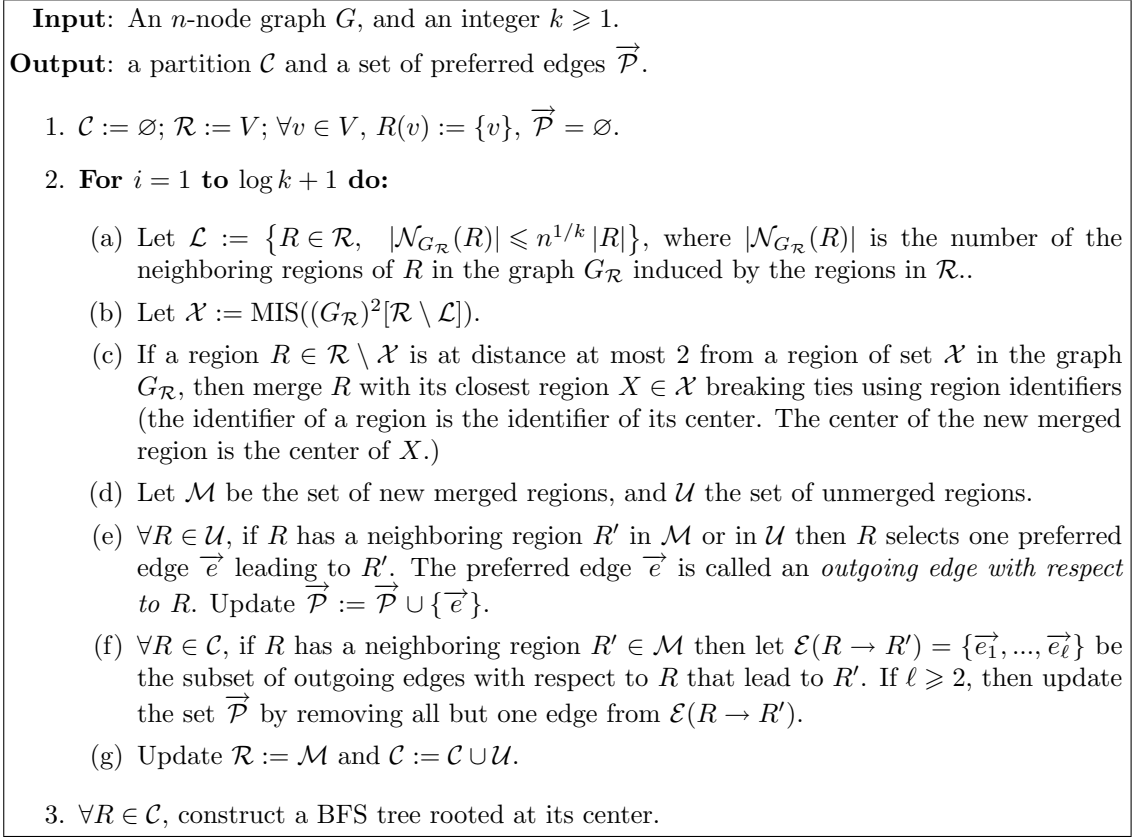 Input: An n-node graph G, and an integer k ⩾ 1.
Output: a partition 𝒞 and a set of preferred edges \overrightarrow{𝒫}.
1. 𝒞 := ∅; ℛ := V; ∀v ∈ V, R(v) := {v}, \overrightarrow{𝒫} = ∅.
2. For i = 1 to log k + 1 do:
(a) Let ℒ := {R ∈ ℛ, |𝒩_{G_ℛ}(R)| ⩽ n^{1/k} |R|}, where |𝒩_{G_ℛ}(R)| is the number of the
neighboring regions of R in the graph G_ℛ induced by the regions in ℛ..
(b) Let 𝒳 := MIS((G_ℛ)^2[ℛ \ ℒ]).
(c) If a region R ∈ ℛ \ 𝒳 is at distance at most 2 from a region of set 𝒳 in the graph
G_ℛ, then merge R with its closest region X ∈ 𝒳 breaking ties using region identifiers
(the identifier of a region is the identifier of its center. The center of the new merged
region is the center of X.)
(d) Let ℳ be the set of new merged regions, and 𝒰 the set of unmerged regions.
(e) ∀R ∈ 𝒰, if R has a neighboring region R′ in ℳ or in 𝒰 then R selects one preferred
edge \overrightarrow{e} leading to R′. The preferred edge \overrightarrow{e} is called an outgoing edge with respect
to R. Update \overrightarrow{𝒫} := \overrightarrow{𝒫} ∪ {\overrightarrow{e}}.
(f) ∀R ∈ 𝒞, if R has a neighboring region R′ ∈ ℳ then let ℰ(R → R′) = {\overrightarrow{e_1}, ..., \overrightarrow{e_ℓ}} be
the subset of outgoing edges with respect to R that lead to R′. If ℓ ⩾ 2, then update
the set \overrightarrow{𝒫} by removing all but one edge from ℰ(R → R′).
(g) Update ℛ := ℳ and 𝒞 := 𝒞 ∪ 𝒰.
3. ∀R ∈ 𝒞, construct a BFS tree rooted at its center.